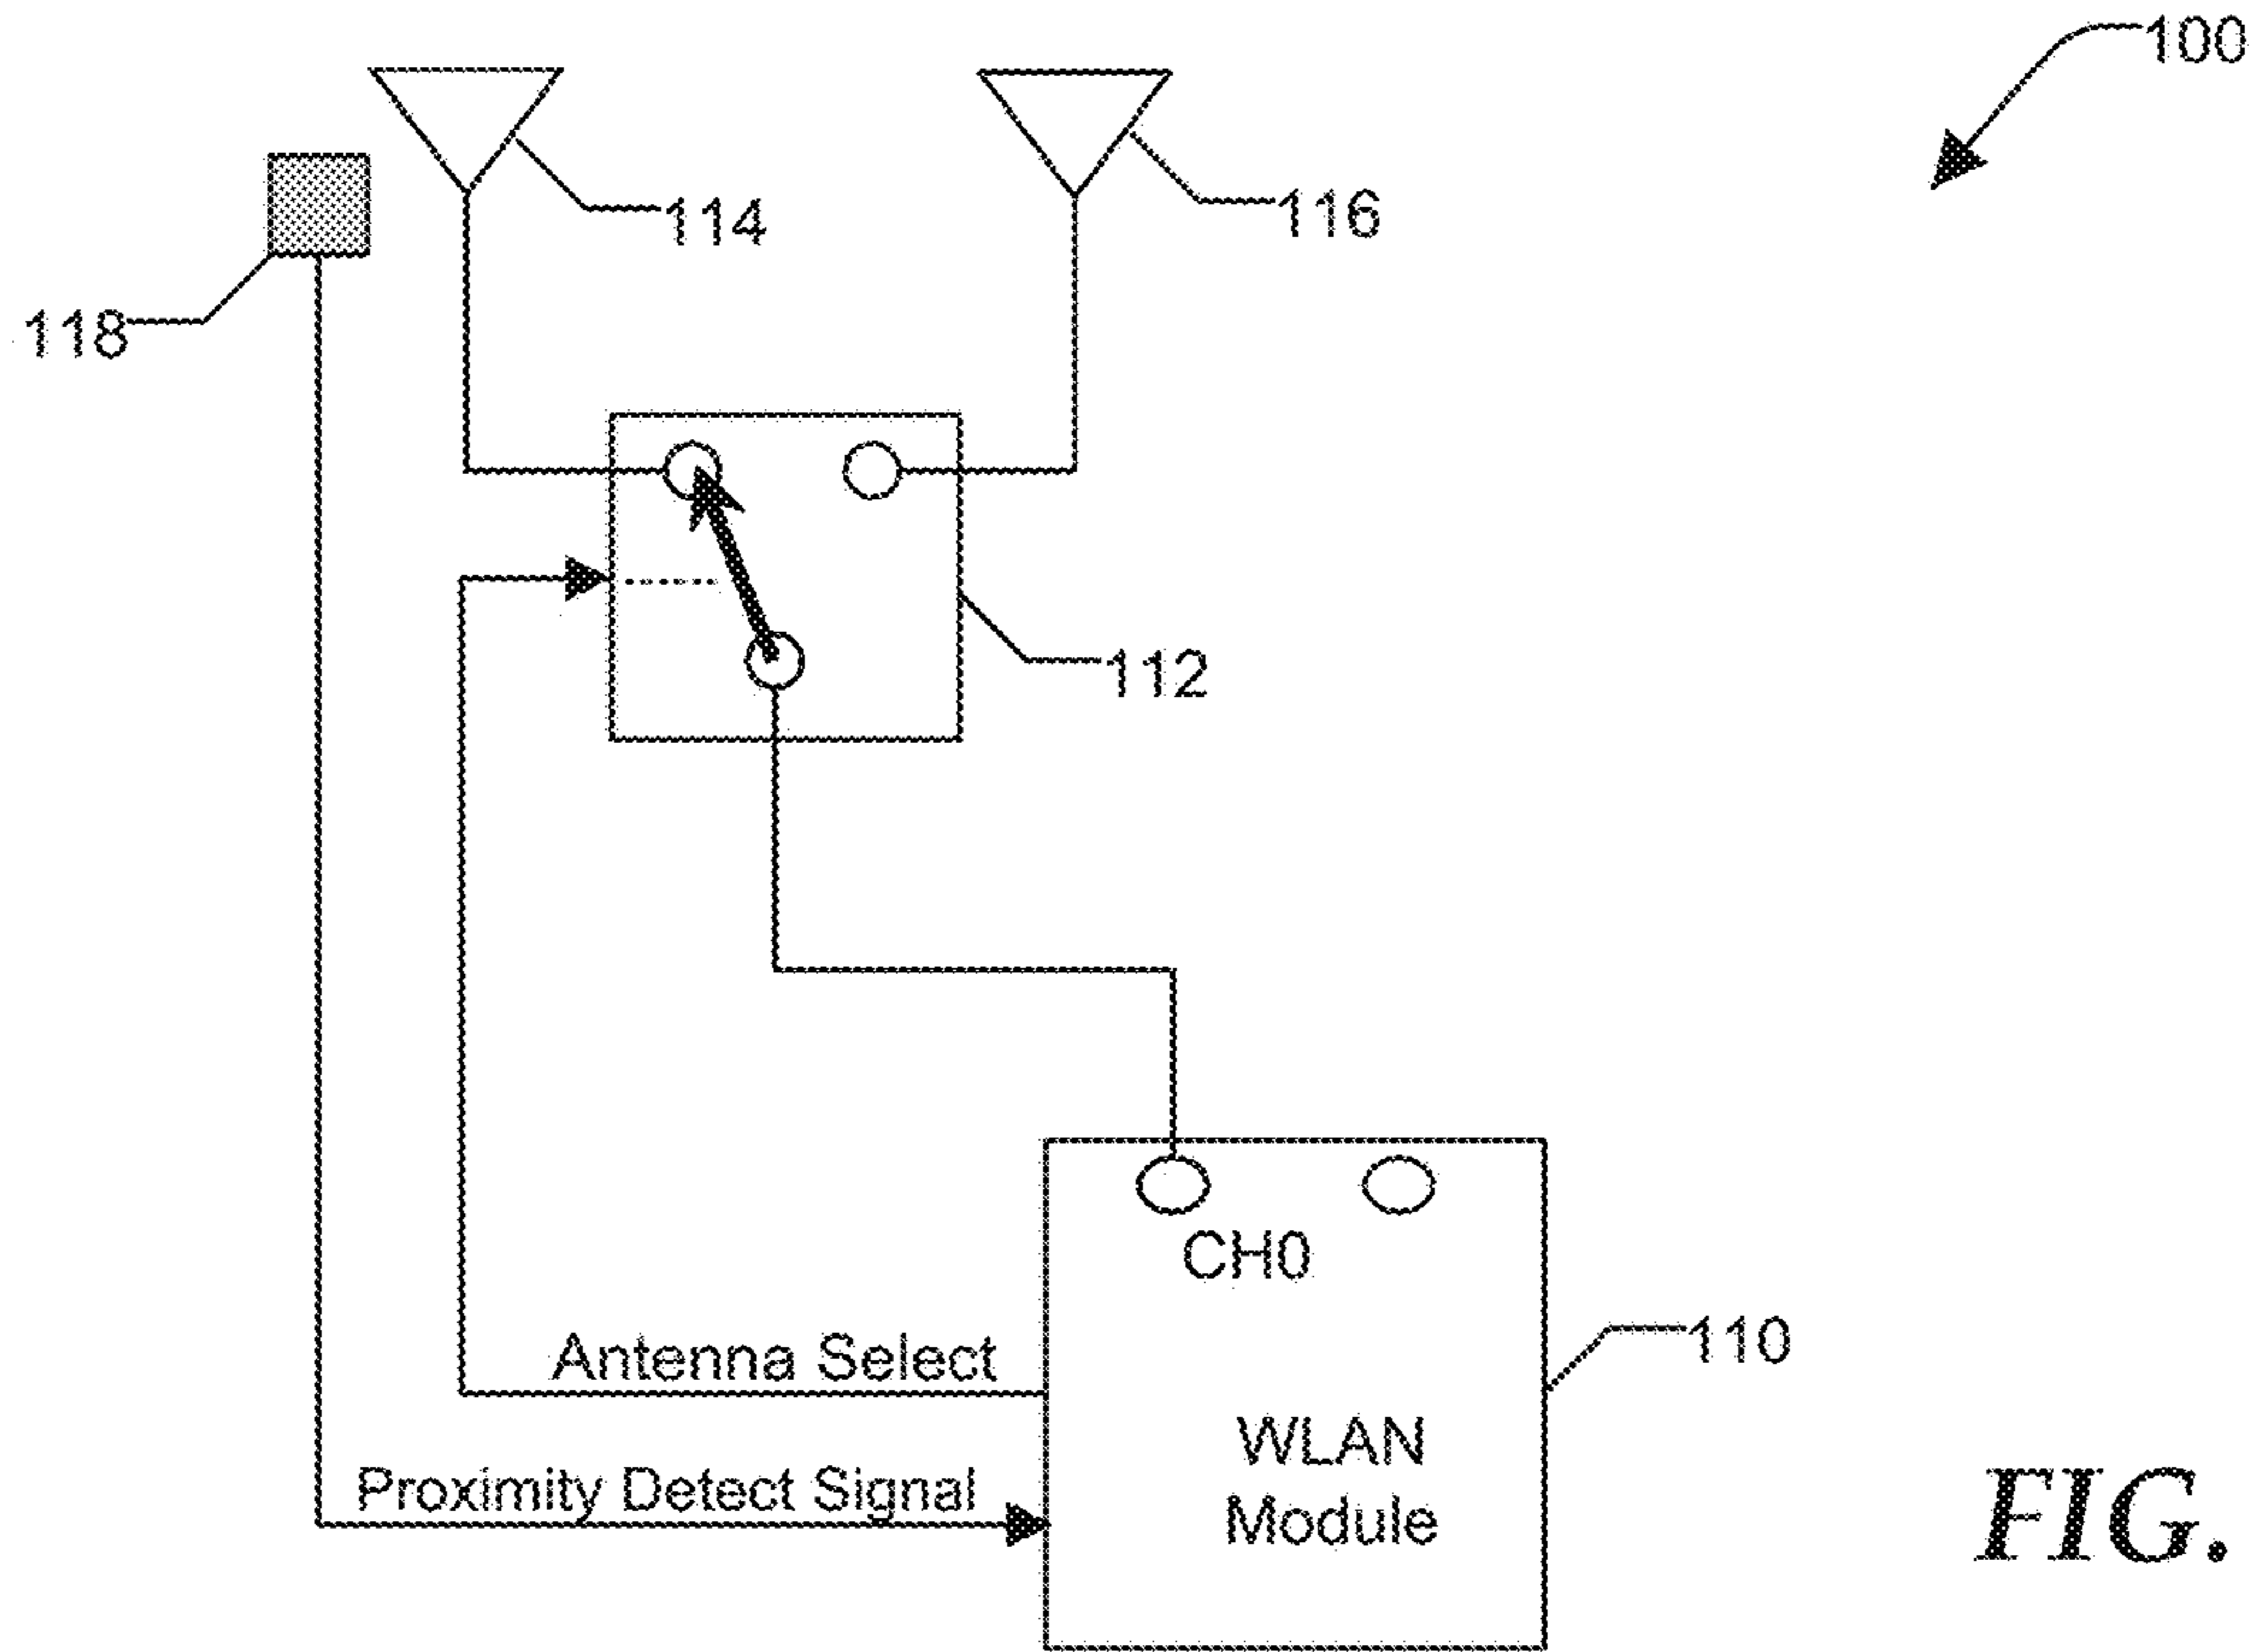 100
114
116
118
112
CH0
110
Antenna Select
WLAN
Module
Proximity Detect Signal
FIG.